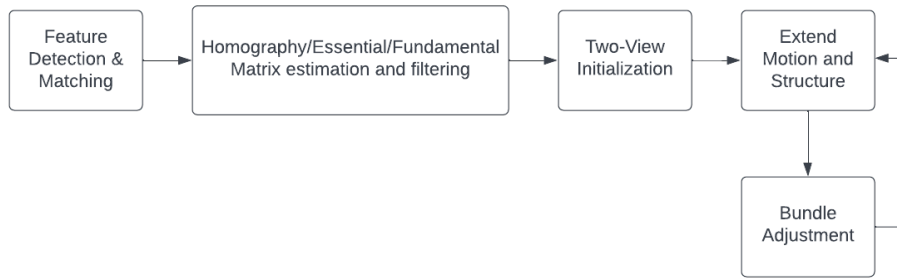 Feature
Detection &
Matching
Homography/Essential/Fundamental
Matrix estimation and filtering
Two-View
Initialization
Extend
Motion and
Structure
Bundle
Adjustment